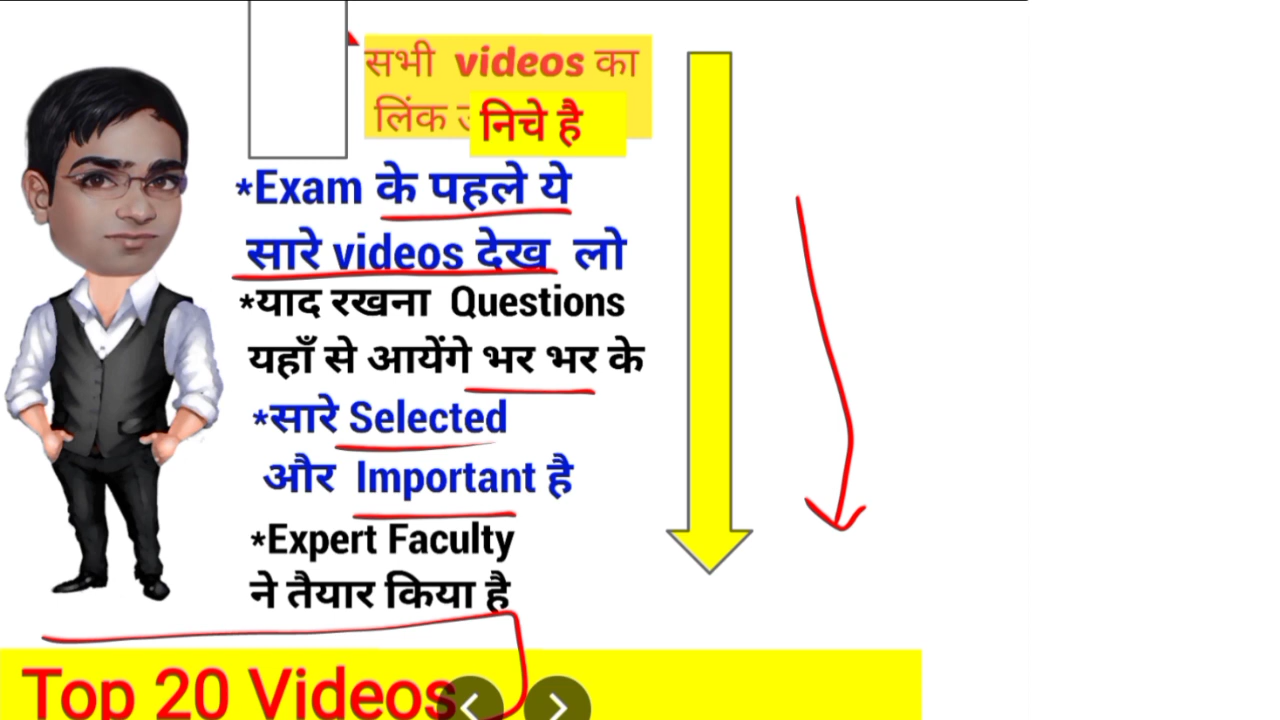 सभी videos का
लिंक
निचे है
*Exam के पहले ये
सारे videos देख लो
*याद रखना Questions
यहाँ से आयेंगे भर भर के
*सारे Selected
और Important है
*Expert Faculty
ने तैयार किया है
Top 20 Videos